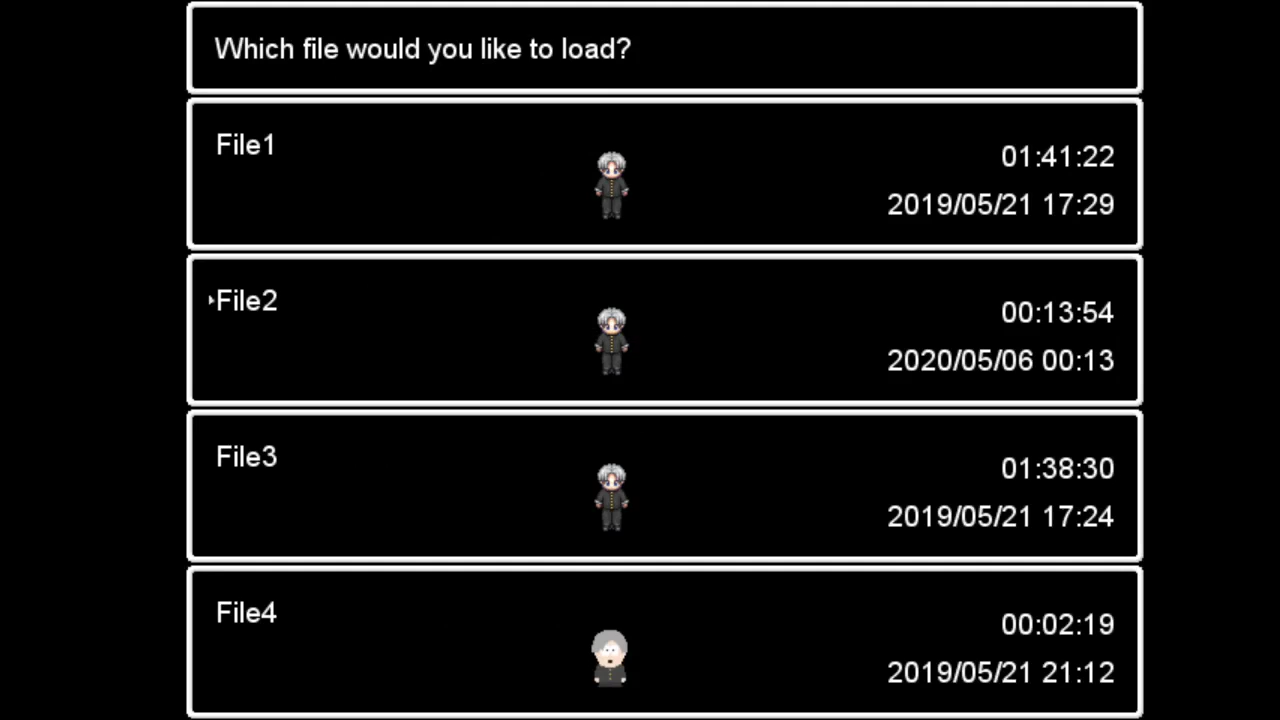 Which file would you like to load?
File1
01:41:22
2019/05/21 17:29
File2
00:13:54
2020/05/06 00:13
File3
01:38:30
2019/05/21 17:24
File4
00:02:19
2019/05/21 21:12